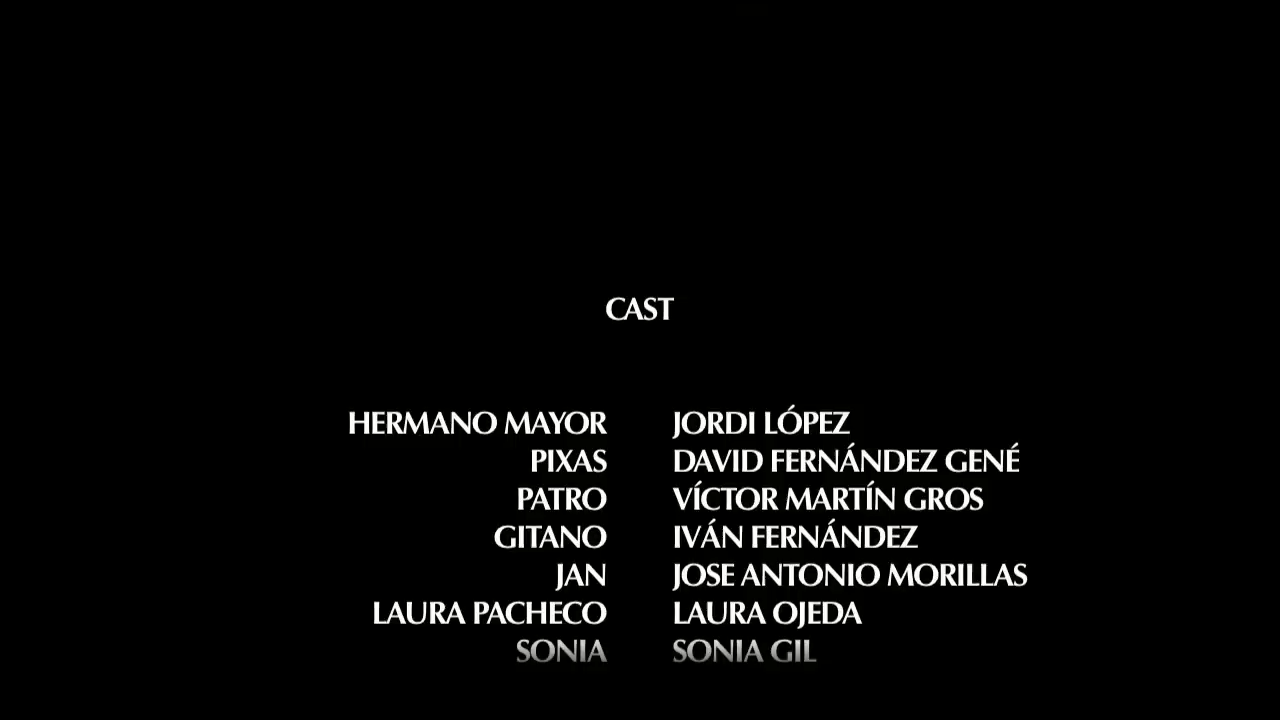 CAST
HERMANO MAYOR JORDI LÓPEZ
PIXAS DAVID FERNÁNDEZ GENÉ
PATRO VÍCTOR MARTÍN GROS
GITANO IVÁN FERNÁNDEZ
JAN JOSE ANTONIO MORILLAS
LAURA PACHECO LAURA OJEDA
SONIA SONIA GIL